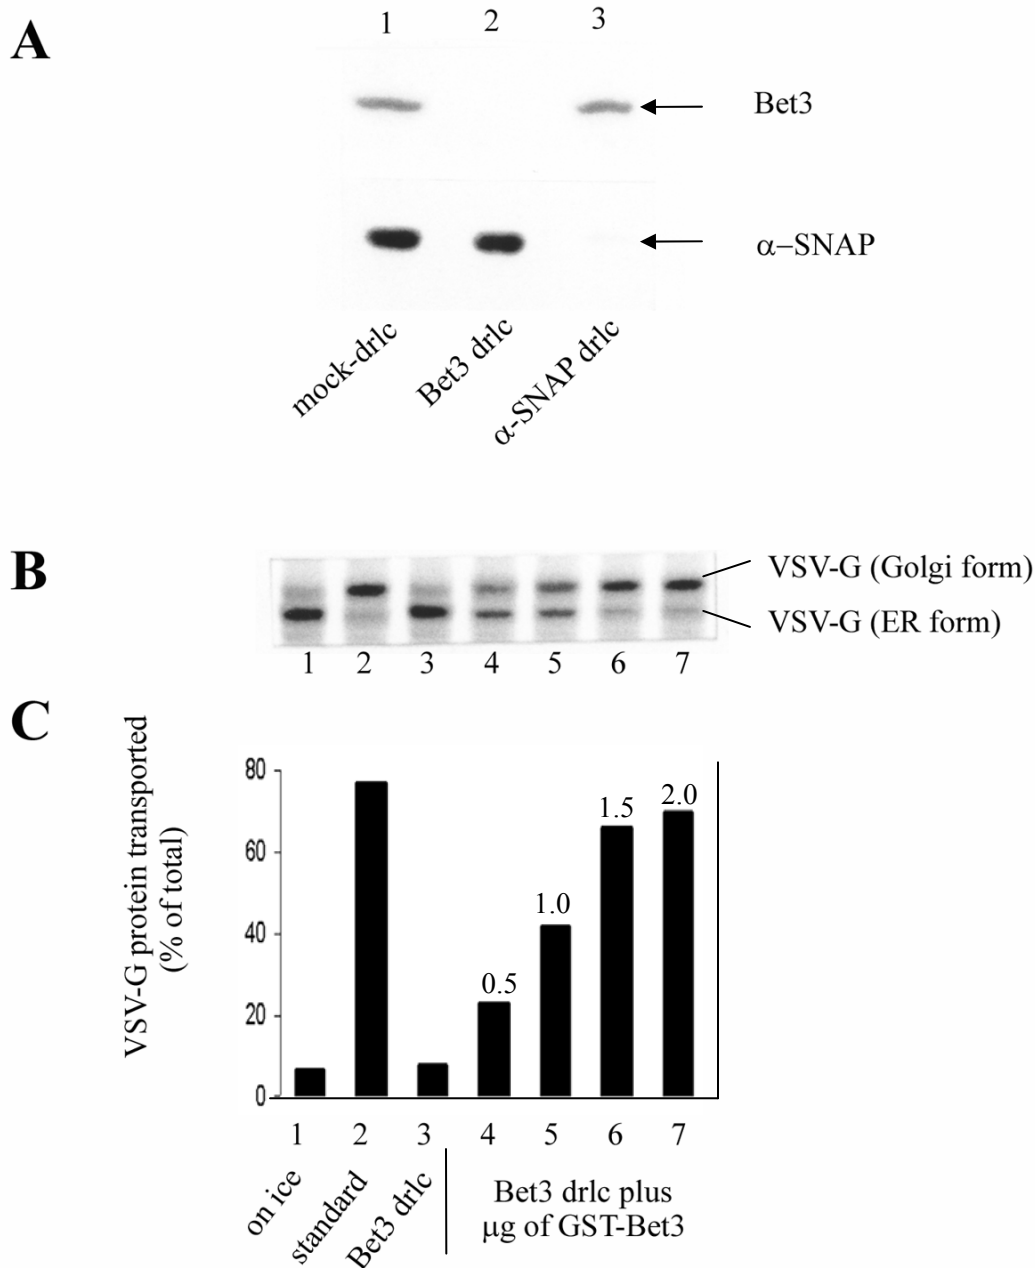 A
1 2 3
Bet3
α–SNAP
mock-drlc
Bet3 drlc
α-SNAP drlc
B
VSV-G (Golgi form)
VSV-G (ER form)
1 2 3 4 5 6 7
C
VSV-G protein transported
(% of total)
80
60
40
20
0
0.5
1.0
1.5
2.0
1 2 3 4 5 6 7
on ice
standard
Bet3 drlc
Bet3 drlc plus
μg of GST-Bet3